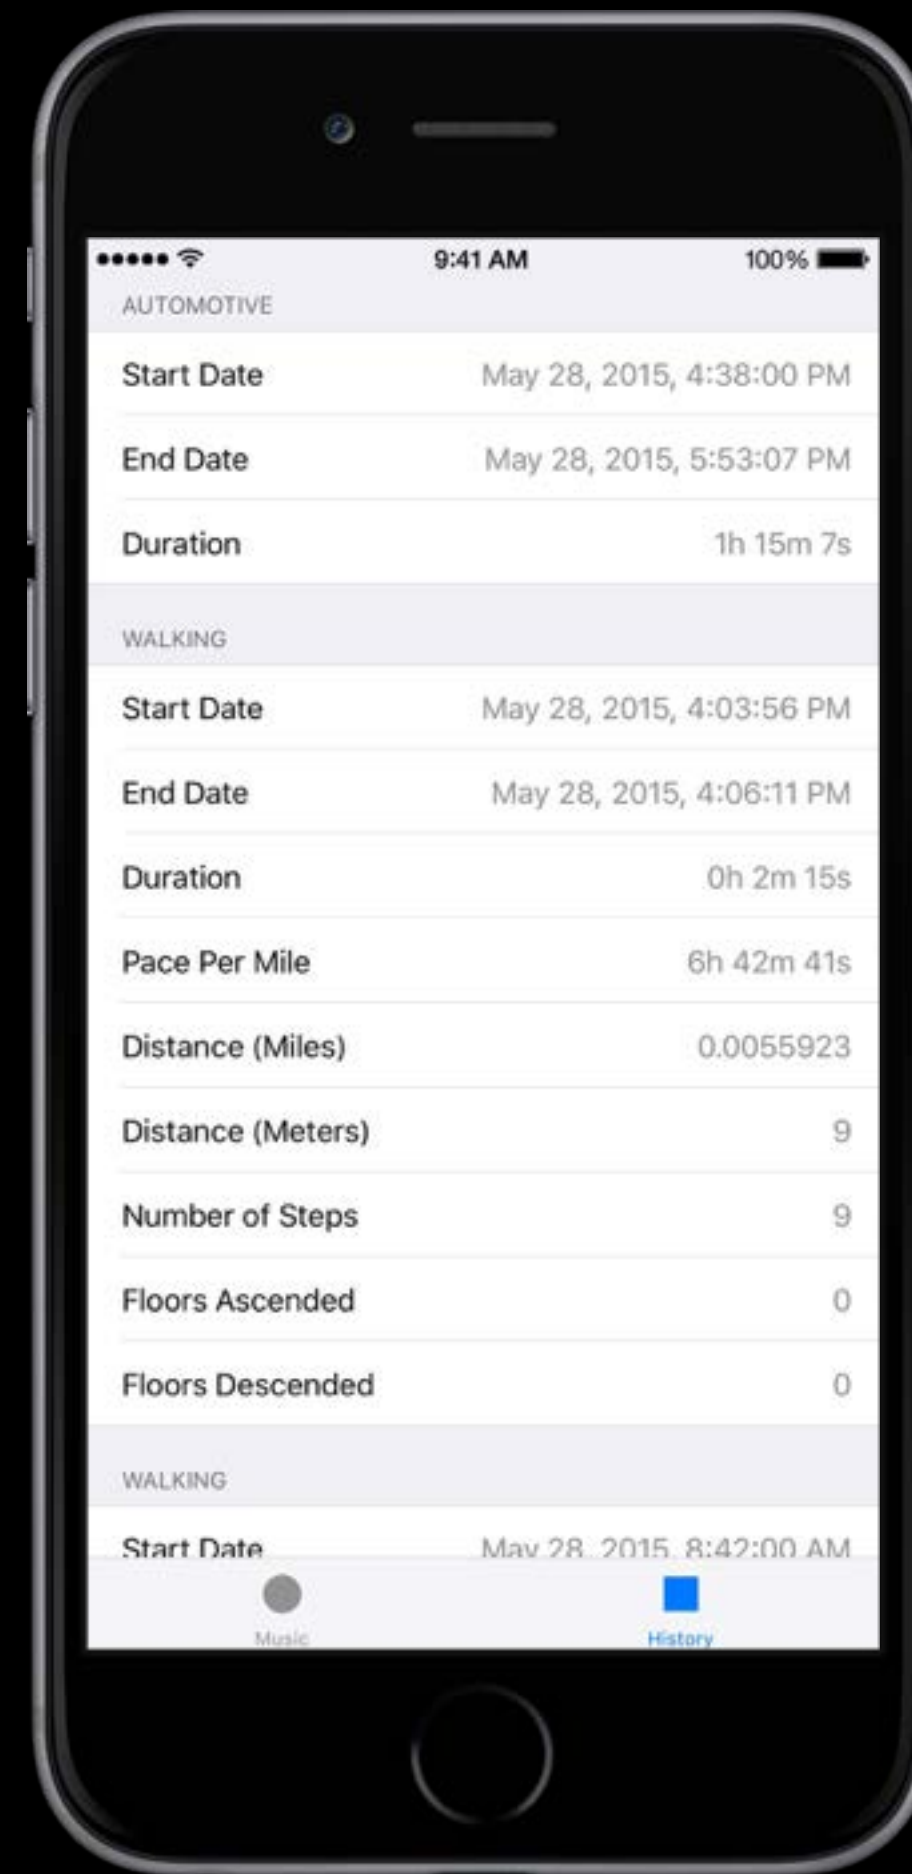 9:41 AM 100%
AUTOMOTIVE
Start Date May 28, 2015, 4:38:00 PM
End Date May 28, 2015, 5:53:07 PM
Duration 1h 15m 7s
WALKING
Start Date May 28, 2015, 4:03:56 PM
End Date May 28, 2015, 4:06:11 PM
Duration 0h 2m 15s
Pace Per Mile 6h 42m 41s
Distance (Miles) 0.0055923
Distance (Meters) 9
Number of Steps 9
Floors Ascended 0
Floors Descended 0
WALKING
Start Date May 28, 2015, 8:42:00 AM
Music History